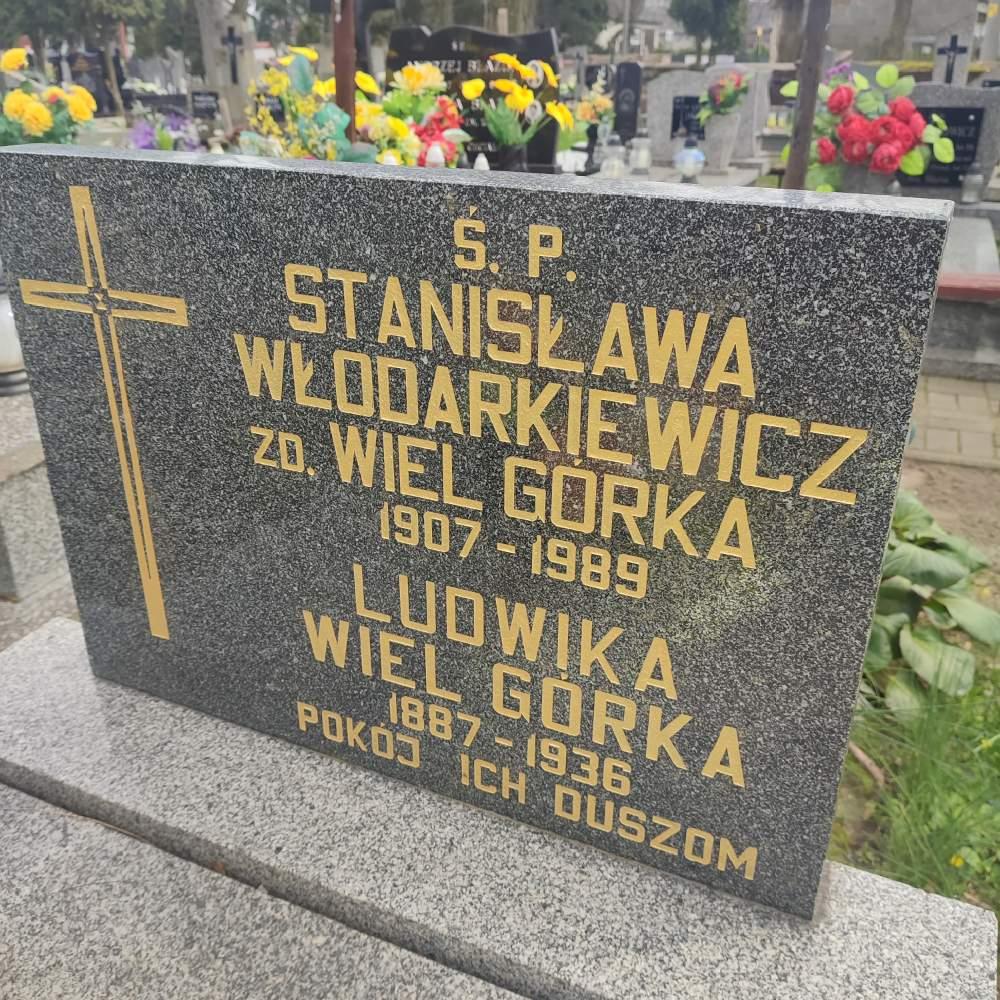 Ś. P.
STANISŁAWA
WŁODARKIEWICZ
ZD. WIEL GÓRKA
1907 - 1989
LUDWIKA
WIEL GÓRKA
1887 - 1936
POKÓJ ICH DUSZOM